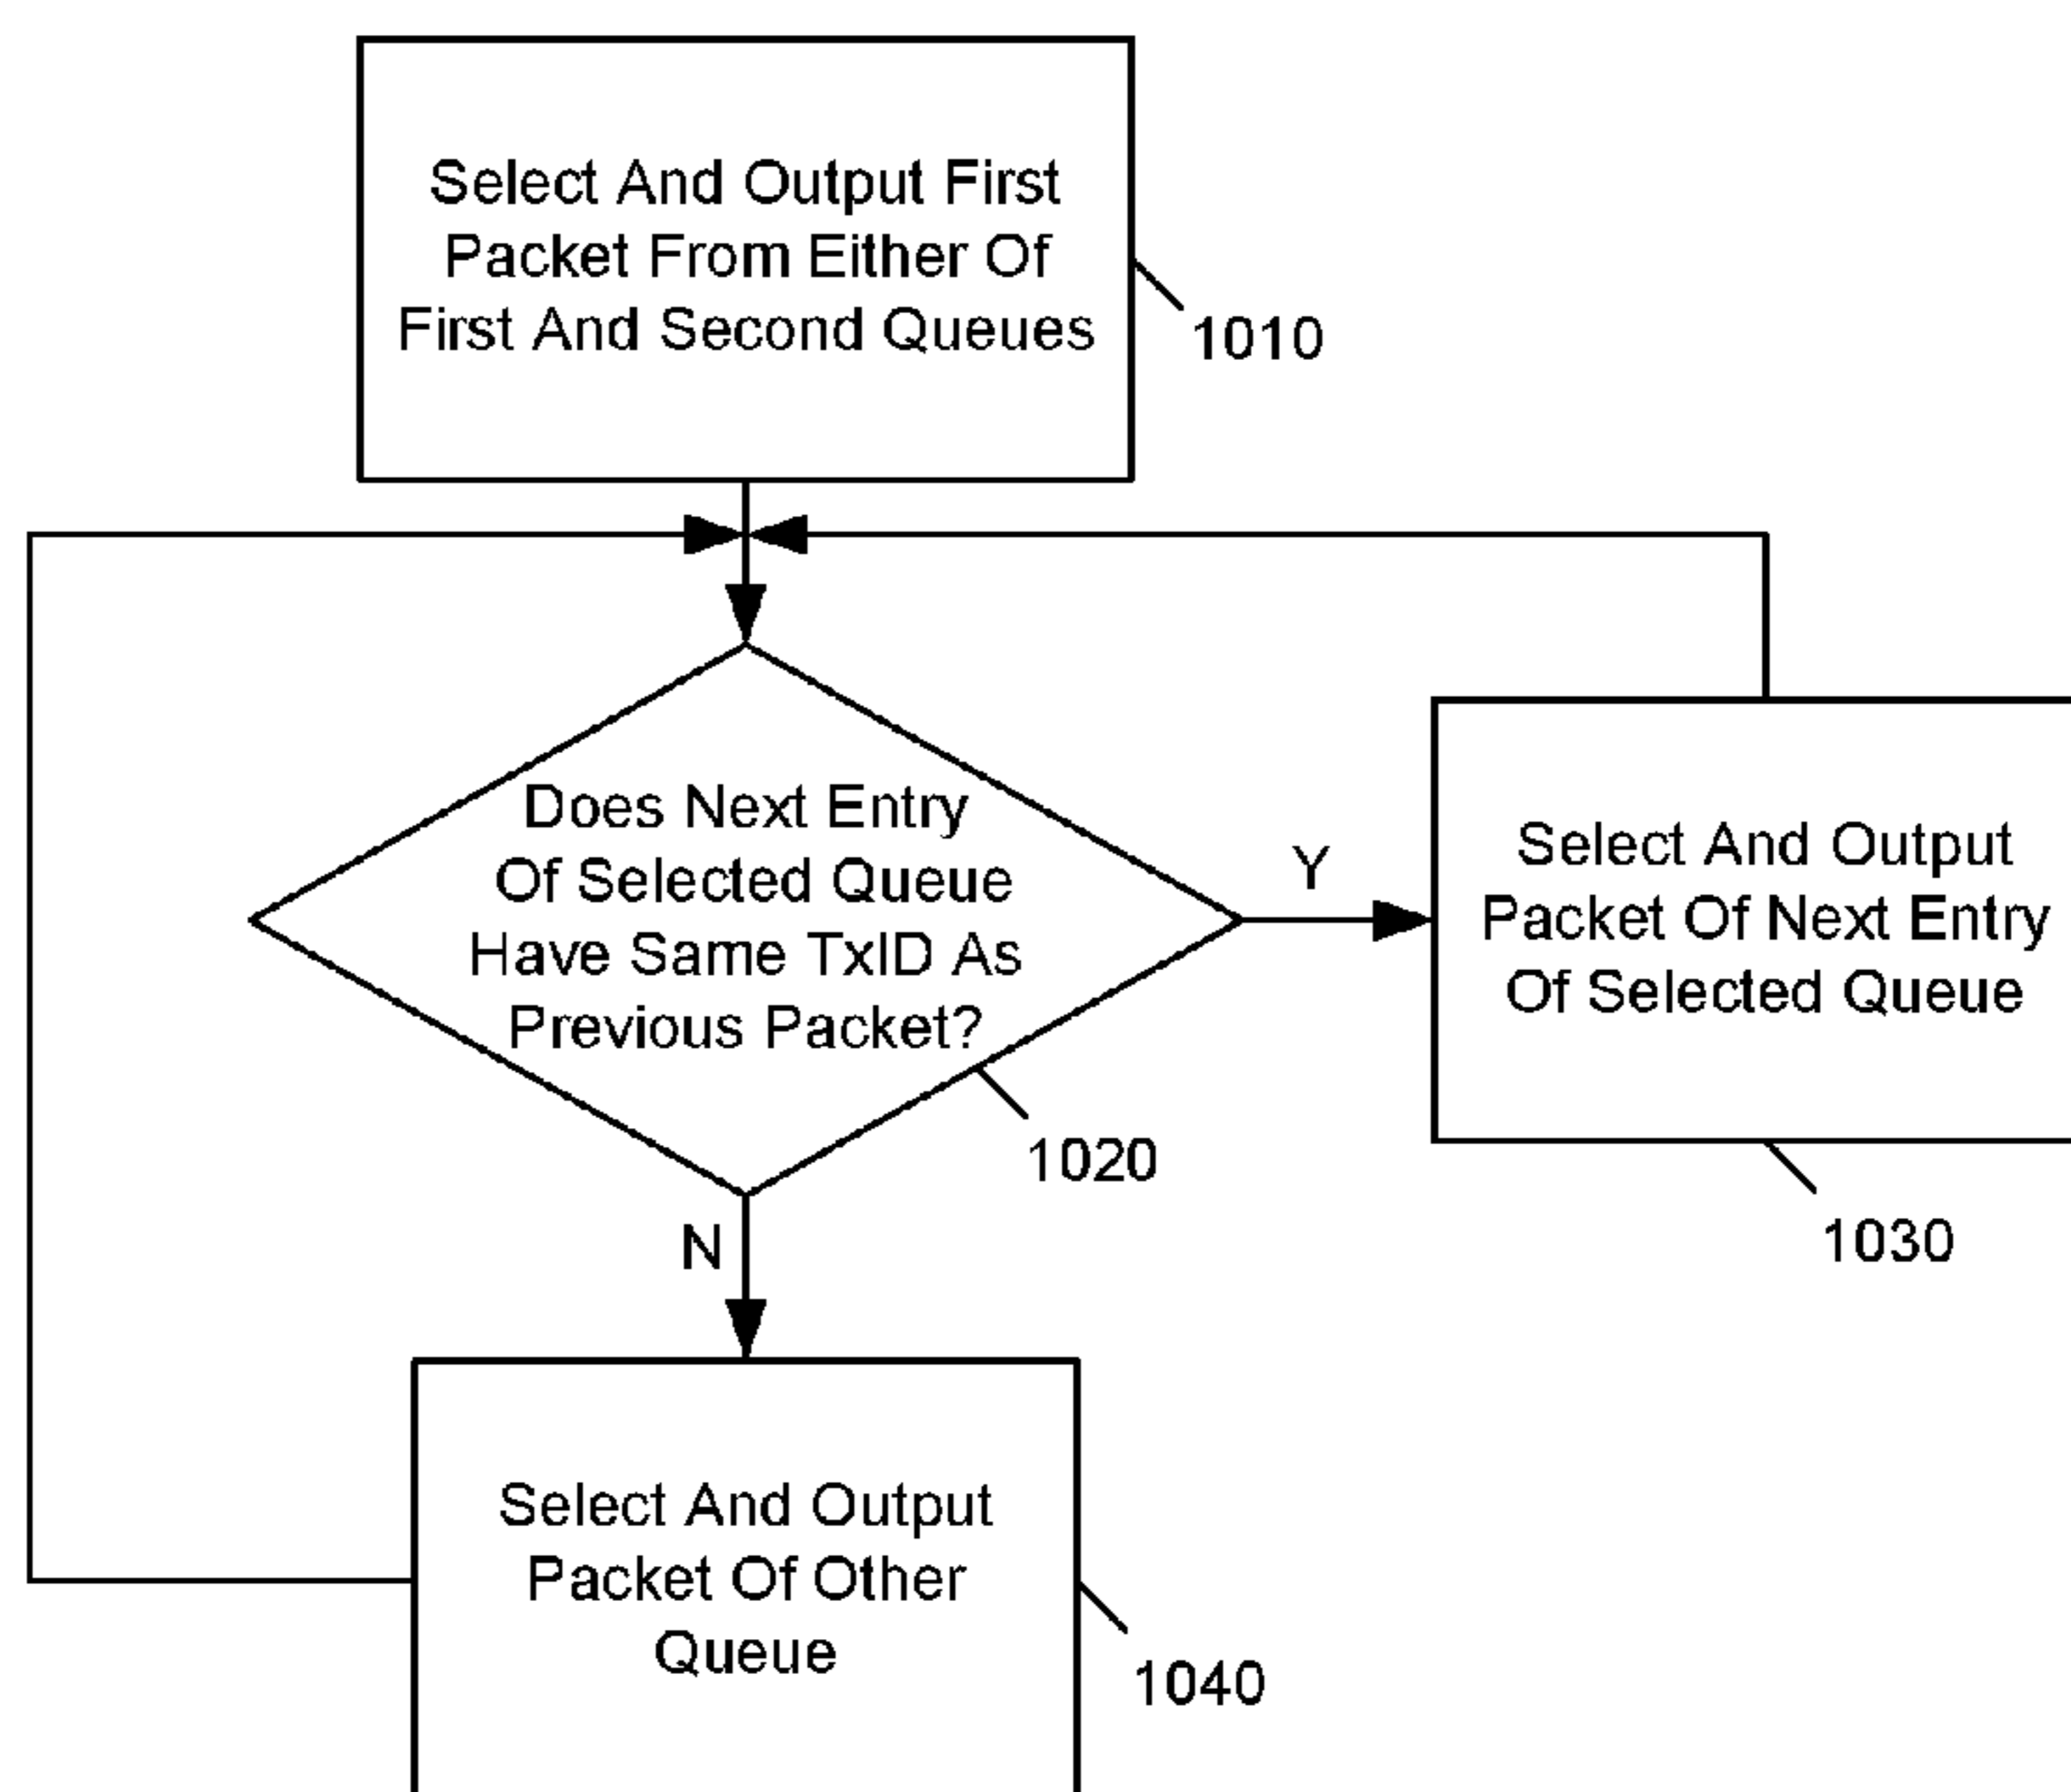 Select And Output First
Packet From Either Of
First And Second Queues
1010
Does Next Entry
Of Selected Queue
Have Same TxID As
Previous Packet?
1020
Y
Select And Output
Packet Of Next Entry
Of Selected Queue
1030
N
Select And Output
Packet Of Other
Queue
1040